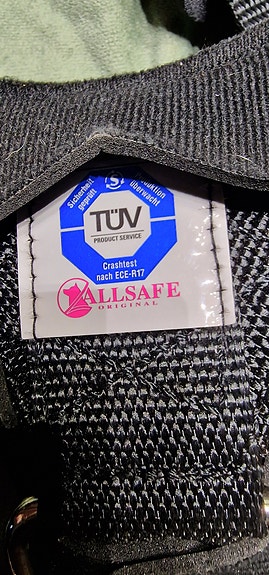 Sicherheit
geprüft
Produktion
überwacht
TÜV
PRODUCT SERVICE
Crashtest
nach ECE-R17
ALLSAFE
ORIGINAL